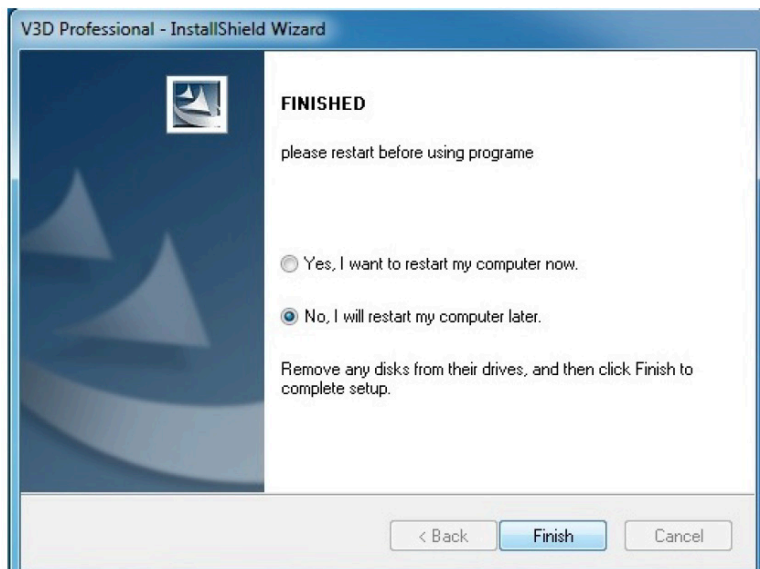 V3D Professional - InstallShield Wizard
FINISHED
please restart before using programe
Yes, I want to restart my computer now.
No, I will restart my computer later.
Remove any disks from their drives, and then click Finish to
complete setup.
< Back Finish Cancel